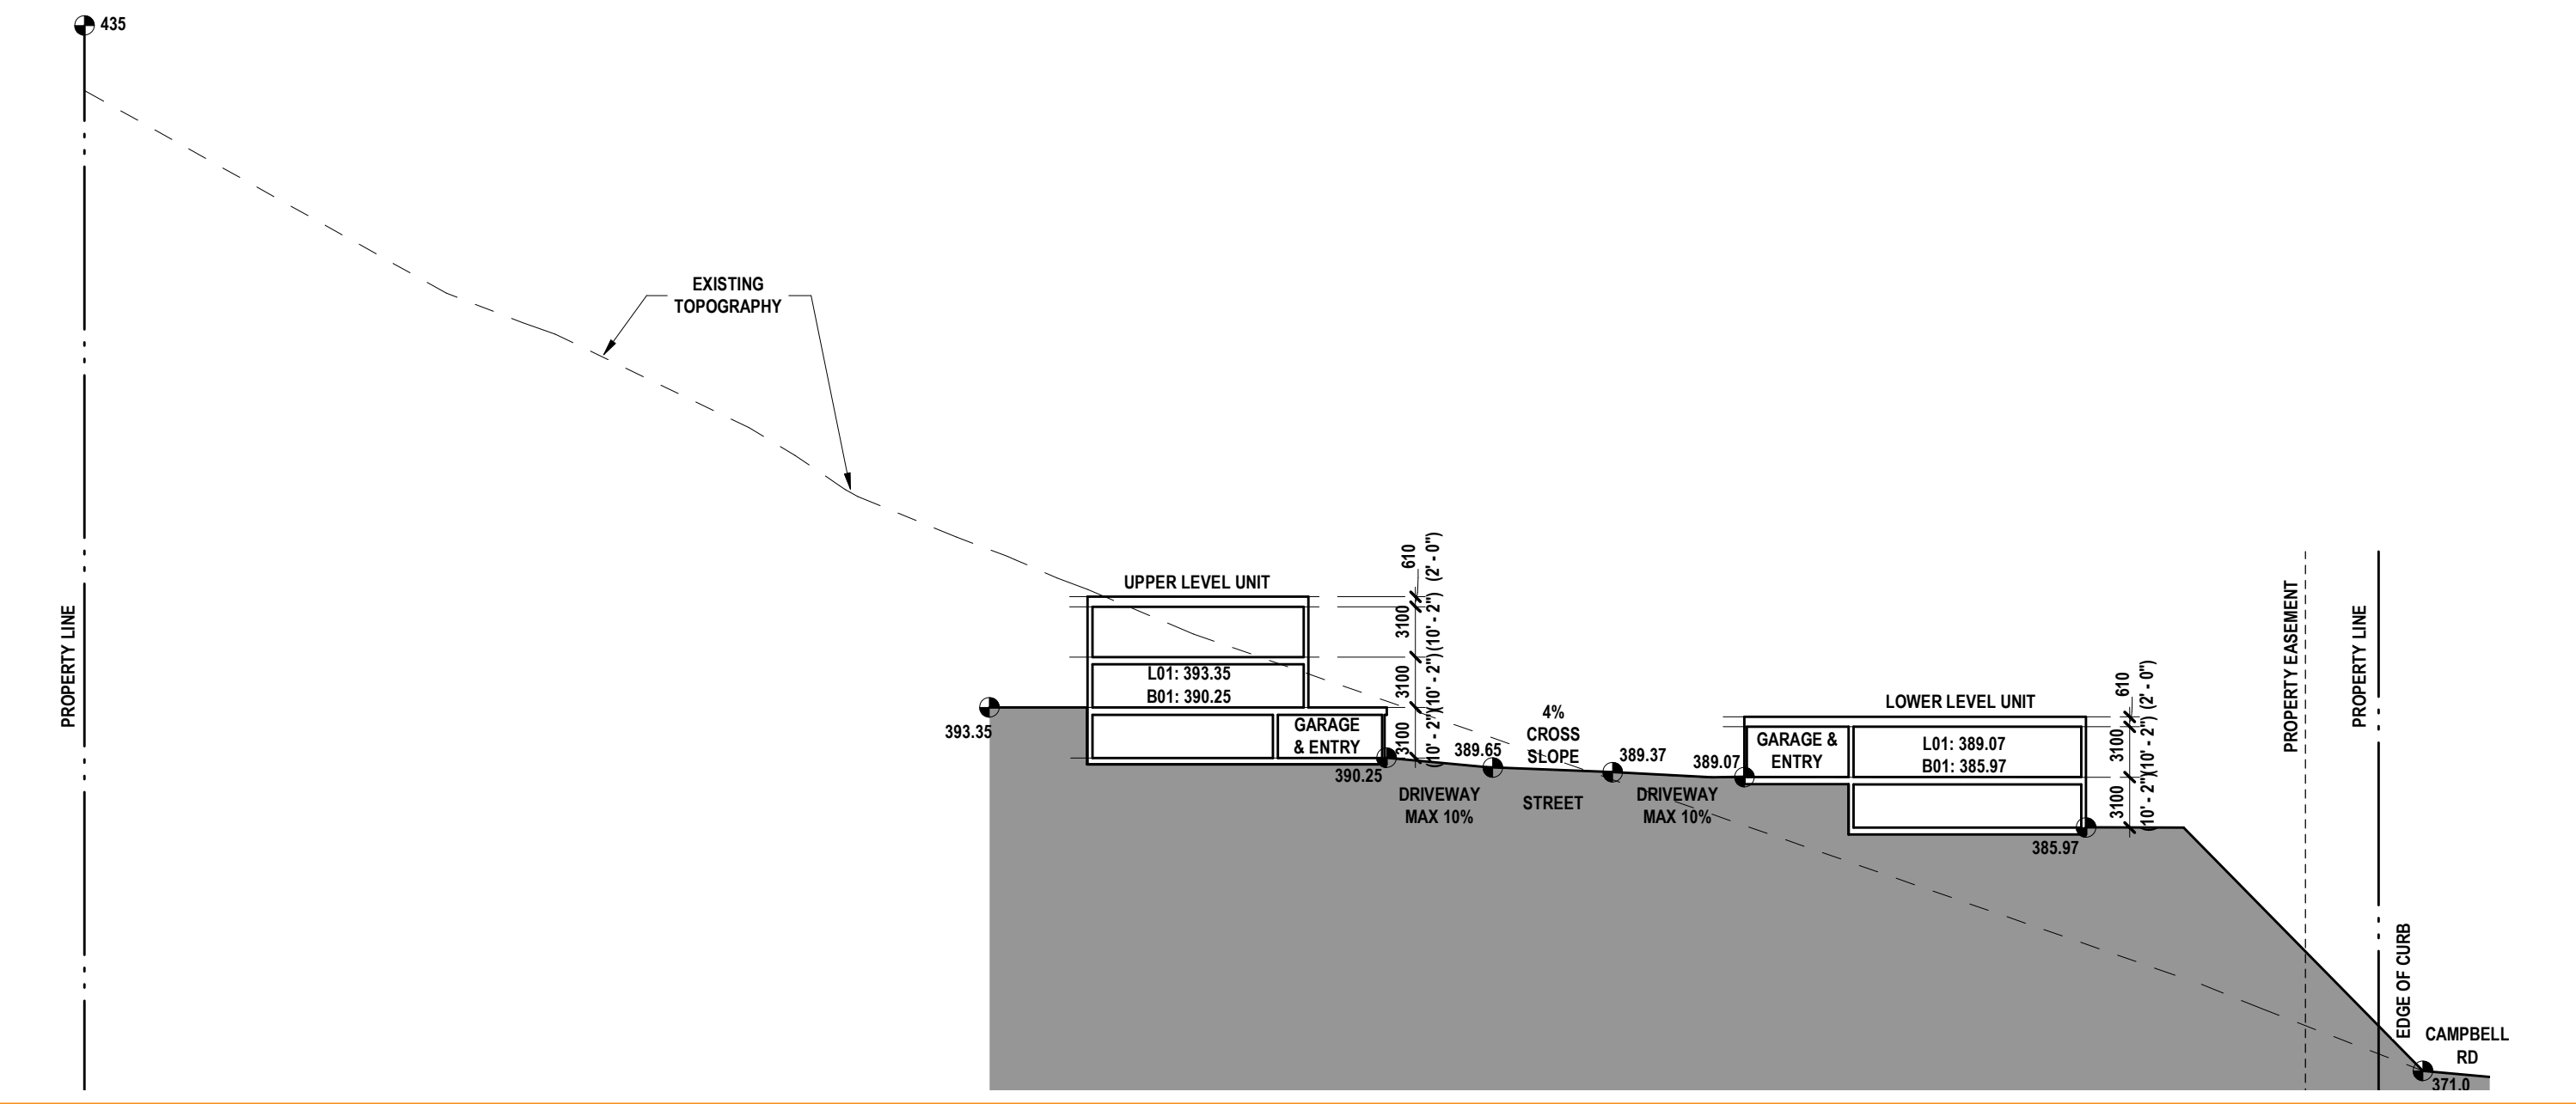 435
EXISTING
TOPOGRAPHY
PROPERTY LINE
UPPER LEVEL UNIT
L01: 393.35
B01: 390.25
GARAGE
& ENTRY
393.35
390.25
610
(2' - 0")
3100
(10' - 2")
3100
(10' - 2")
3100
(10' - 2")
389.65
DRIVEWAY
MAX 10%
4%
CROSS
SLOPE
STREET
389.37
DRIVEWAY
MAX 10%
389.07
LOWER LEVEL UNIT
GARAGE &
ENTRY
L01: 389.07
B01: 385.97
385.97
610
(2' - 0")
3100
(10' - 2")
3100
(10' - 2")
PROPERTY EASEMENT
PROPERTY LINE
EDGE OF CURB
CAMPBELL
RD
371.0